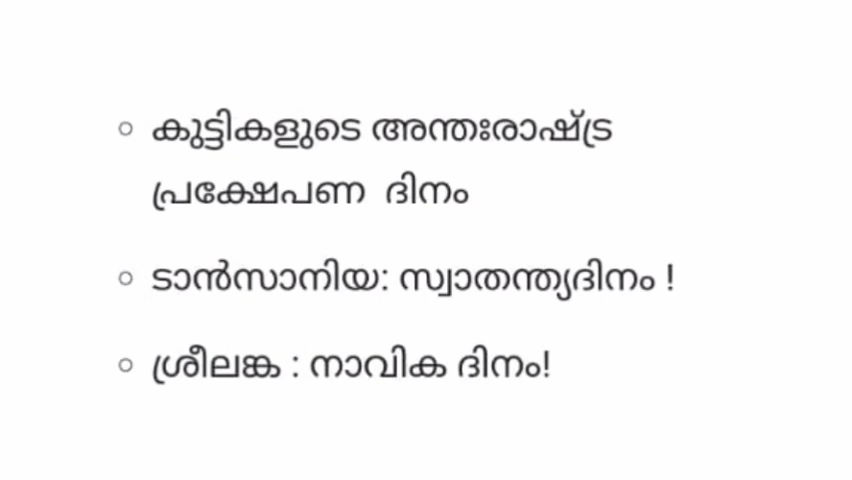 കുട്ടികളുടെ അന്തഃരാഷ്ട്ര
പ്രക്ഷേപണ ദിനം
ടാൻസാനിയ: സ്വാതന്ത്യദിനം !
ശ്രീലങ്ക : നാവിക ദിനം!